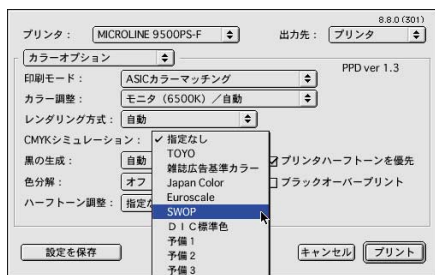 8.8.0 (301)
プリンタ： MICROLINE 9500PS-F 出力先： プリンタ
カラーオプション
PPD ver 1.3
印刷モード： ASICカラーマッチング
カラー調整： モニタ（6500K）／自動
レンダリング方式： 自動
CMYKシミュレーション： ✓ 指定なし
TOYO
黒の生成： 自動 雑誌広告基準カラー プリンタハーフトーンを優先
Japan Color
色分解： オフ ブラックオーバープリント
Euroscale
ハーフトーン調整： 指定な SWOP
ＤＩＣ標準色
予備 1
設定を保存 予備 2 キャンセル プリント
予備 3